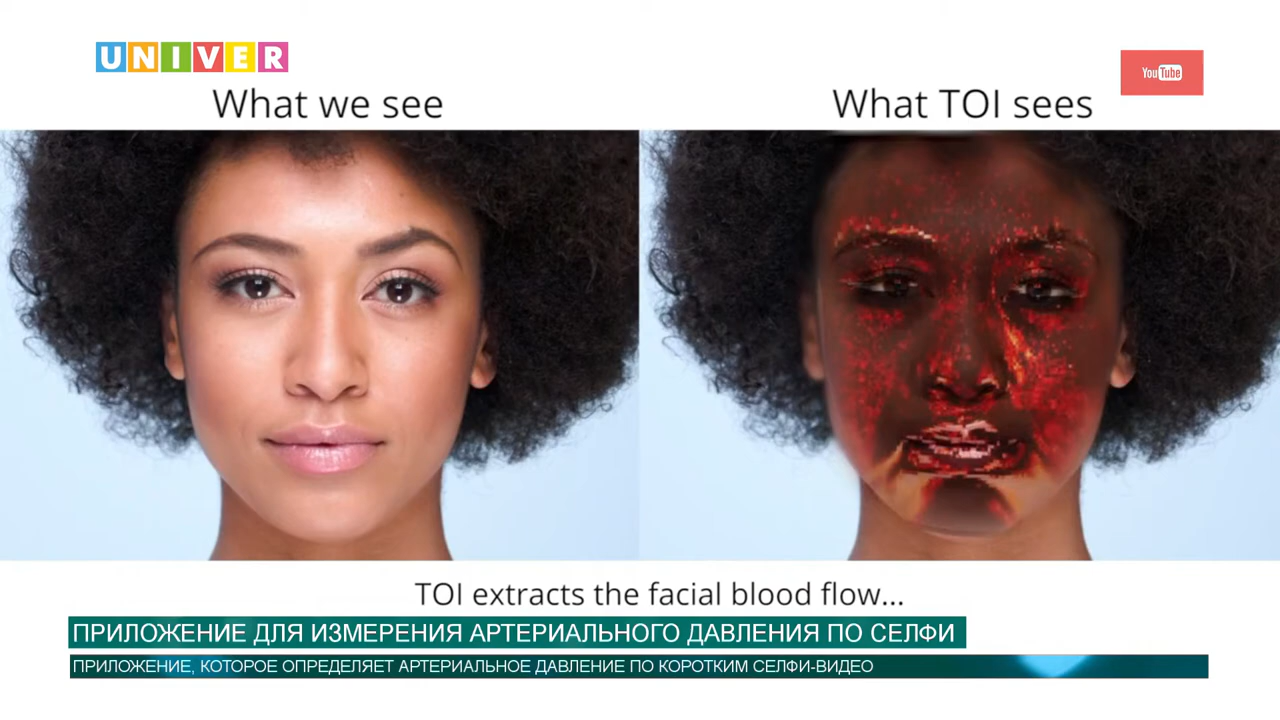 UNIVER
YouTube
What we see
What TOI sees
TOI extracts the facial blood flow...
ПРИЛОЖЕНИЕ ДЛЯ ИЗМЕРЕНИЯ АРТЕРИАЛЬНОГО ДАВЛЕНИЯ ПО СЕЛФИ
ПРИЛОЖЕНИЕ, КОТОРОЕ ОПРЕДЕЛЯЕТ АРТЕРИАЛЬНОЕ ДАВЛЕНИЕ ПО КОРОТКИМ СЕЛФИ-ВИДЕО